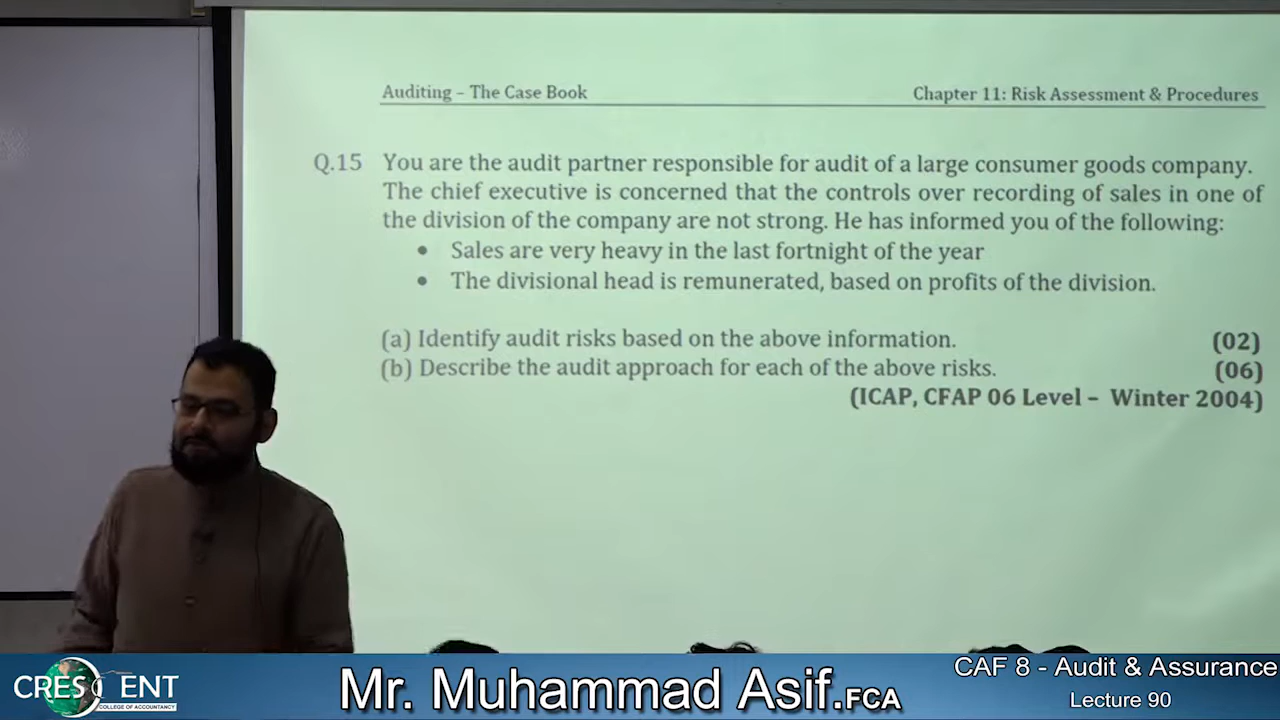 Auditing – The Case Book
Chapter 11: Risk Assessment & Procedures
Q.15 You are the audit partner responsible for audit of a large consumer goods company.
The chief executive is concerned that the controls over recording of sales in one of
the division of the company are not strong. He has informed you of the following:
• Sales are very heavy in the last fortnight of the year
• The divisional head is remunerated, based on profits of the division.
(a) Identify audit risks based on the above information. (02)
(b) Describe the audit approach for each of the above risks. (06)
(ICAP, CFAP 06 Level – Winter 2004)
CRESCENT
COLLEGE OF ACCOUNTANCY
Mr. Muhammad Asif.FCA
CAF 8 - Audit & Assurance
Lecture 90